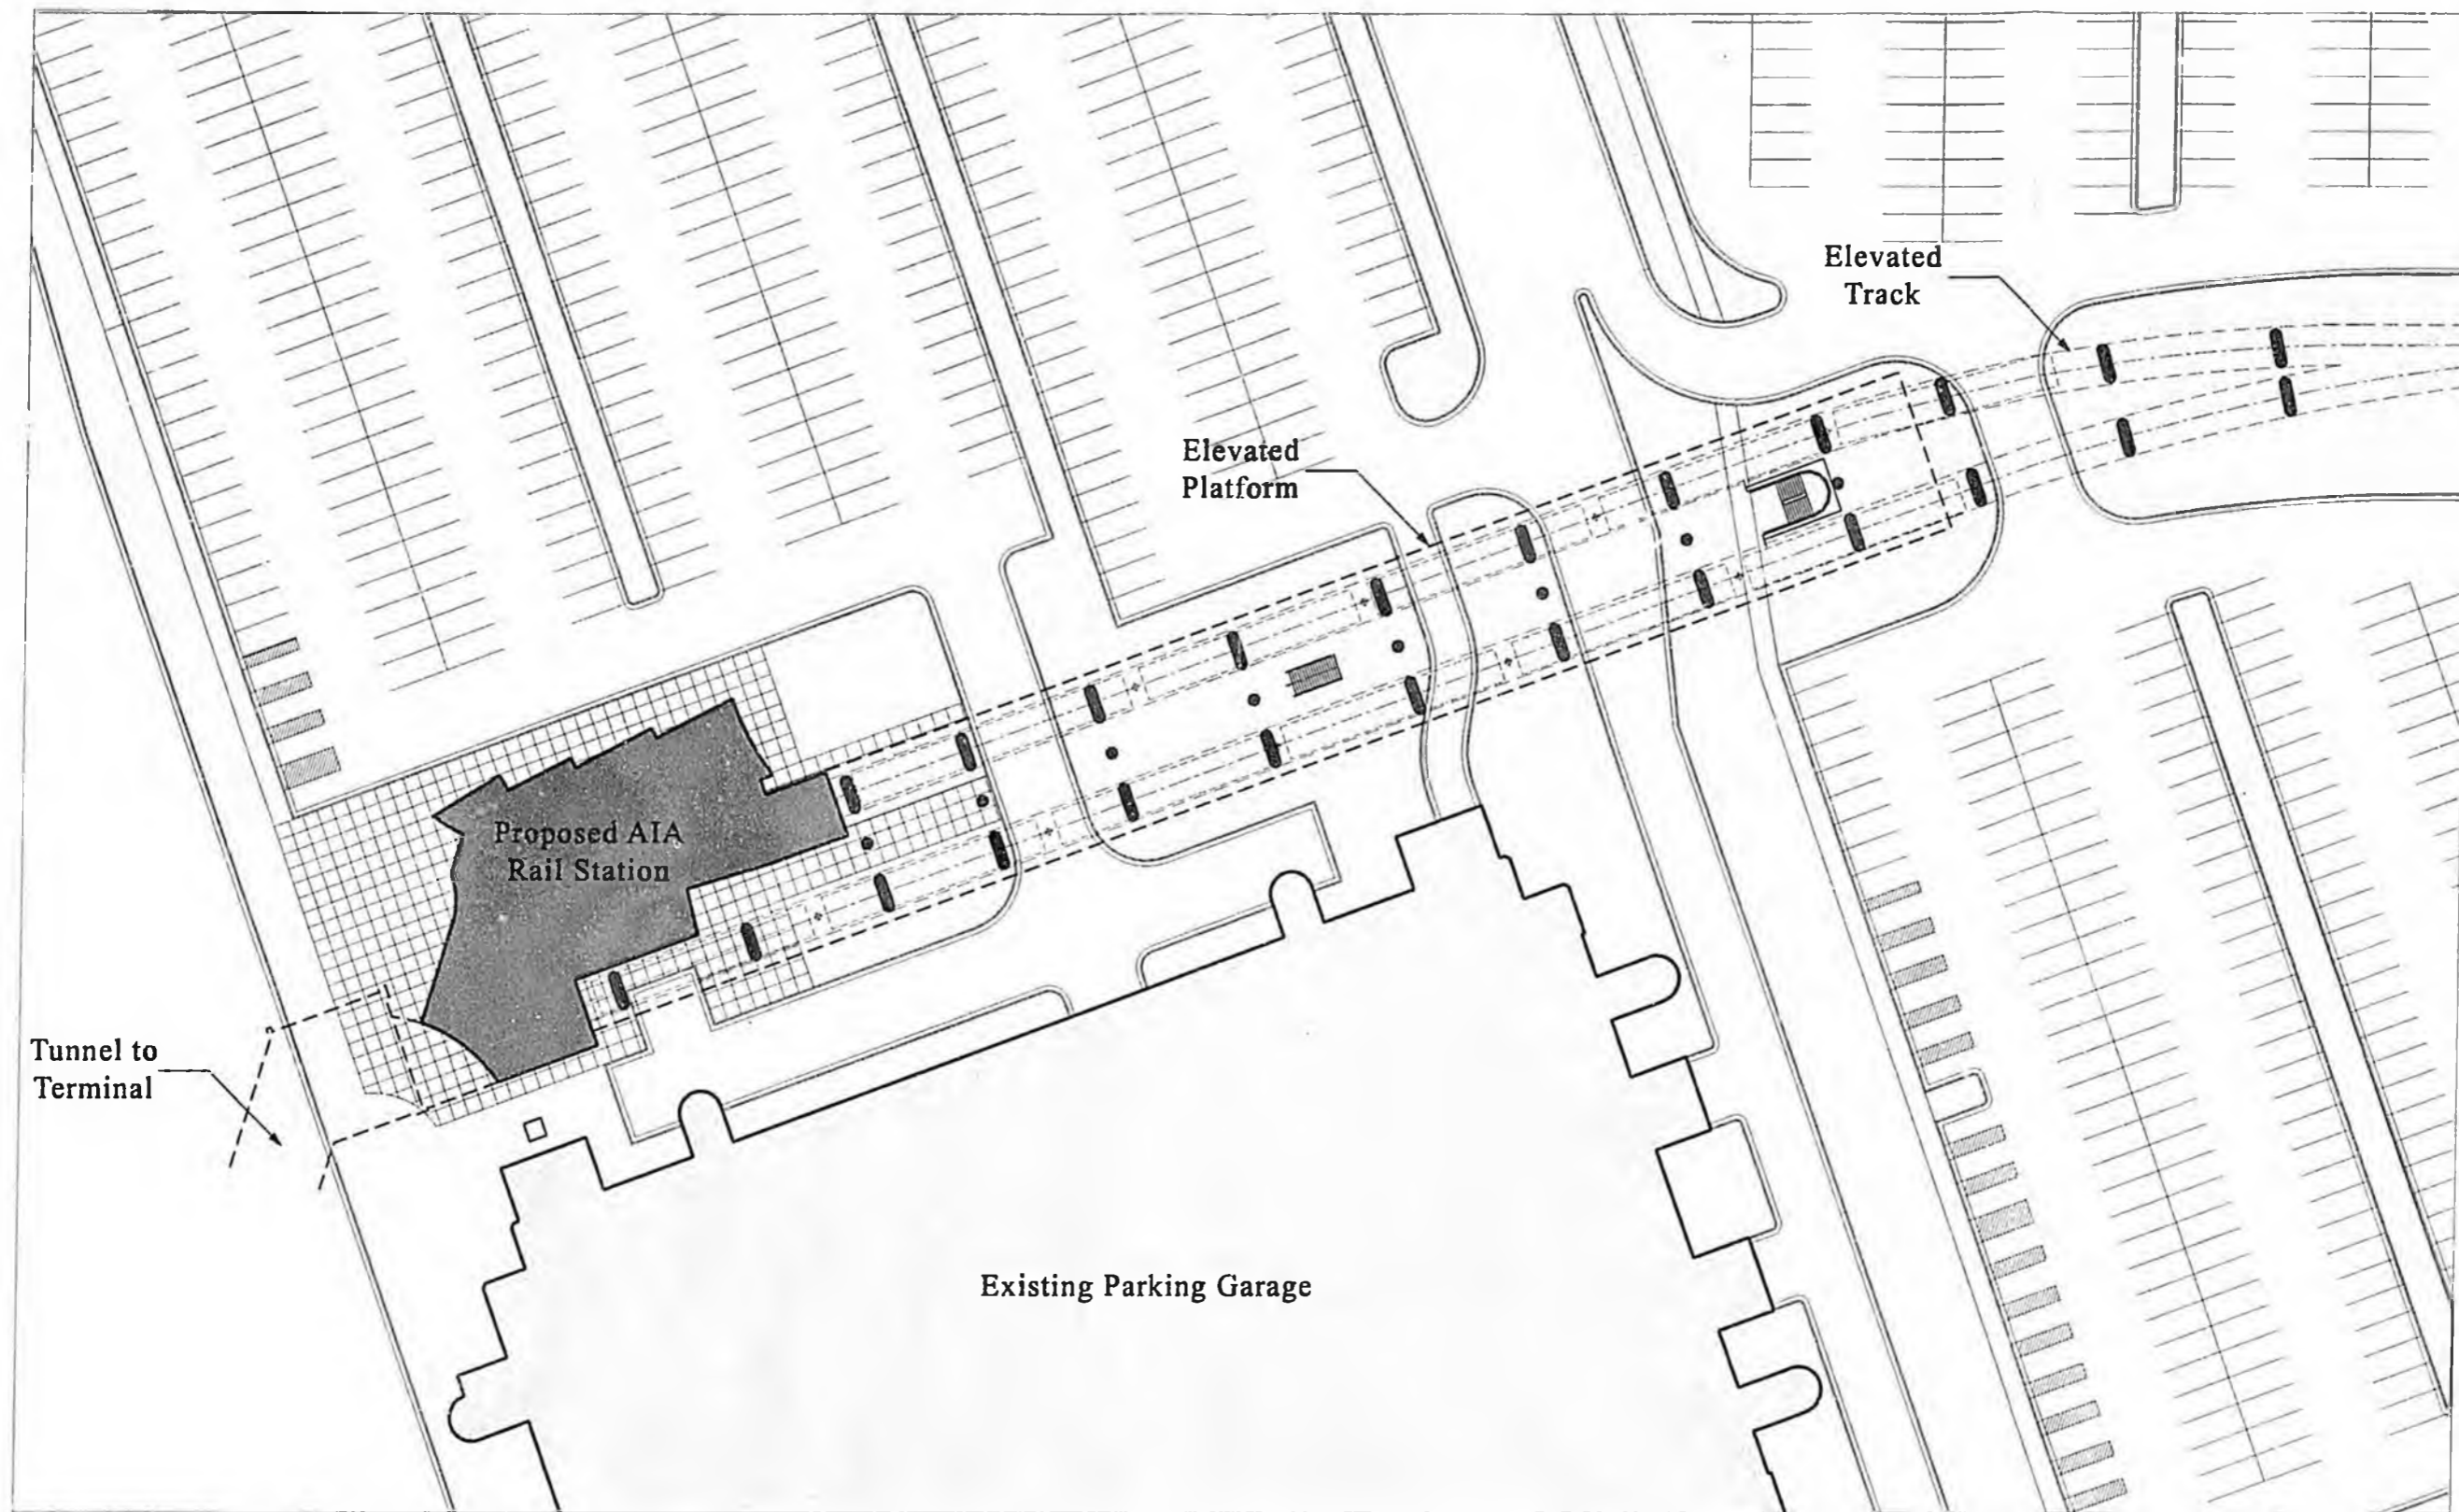 Elevated
Track
Elevated
Platform
Proposed AIA
Rail Station
Tunnel to
Terminal
Existing Parking Garage